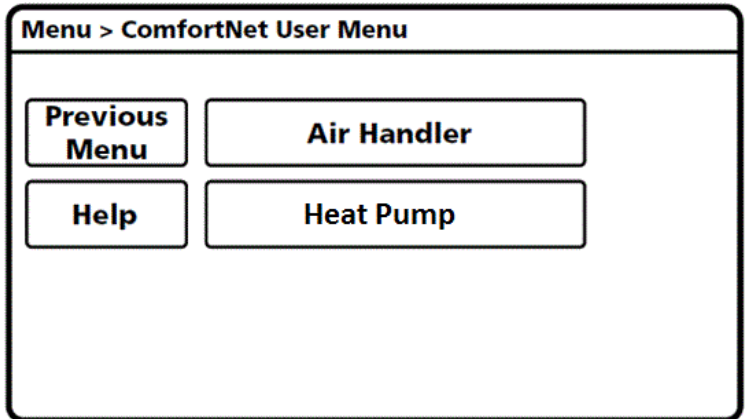 Menu > ComfortNet User Menu
Previous
Menu
Air Handler
Help
Heat Pump